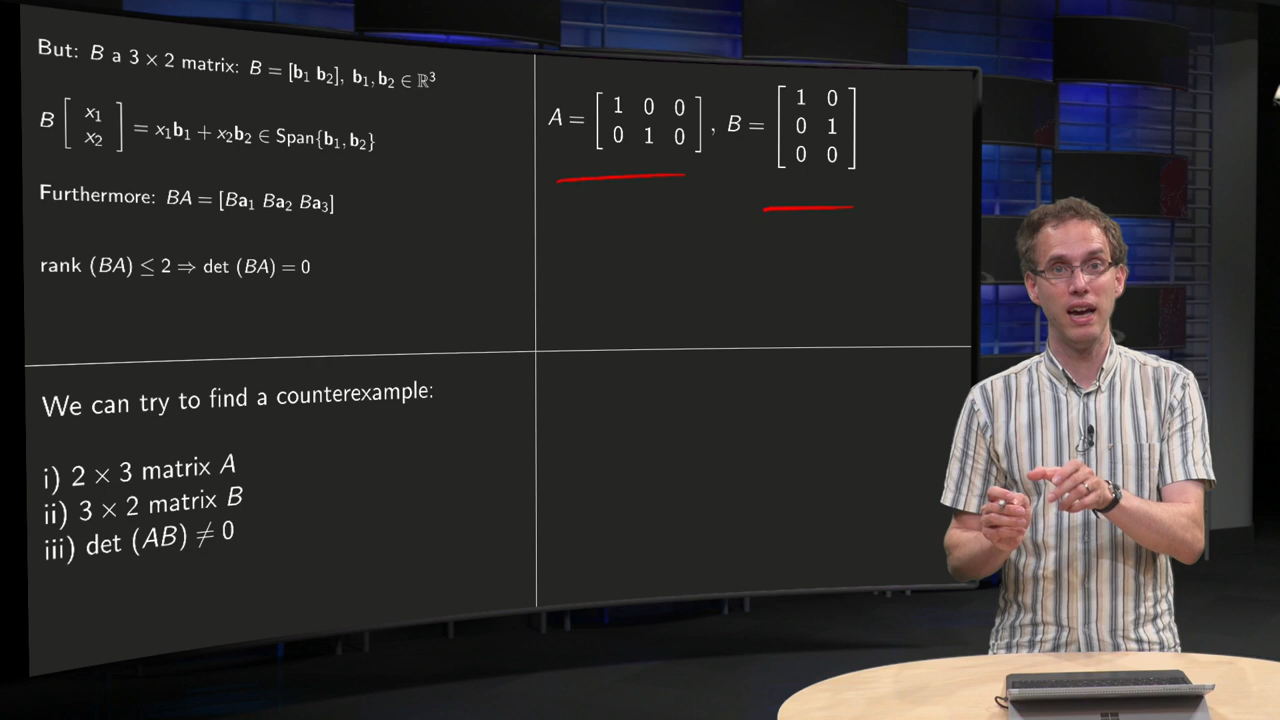 But: B a 3 × 2 matrix: B = [b₁ b₂], b₁, b₂ ∈ ℝ³
B [ x₁ x₂ ] = x₁b₁ + x₂b₂ ∈ Span{b₁, b₂}
Furthermore: BA = [Ba₁ Ba₂ Ba₃]
rank (BA) ≤ 2 ⇒ det (BA) = 0
We can try to find a counterexample:
i) 2 × 3 matrix A
ii) 3 × 2 matrix B
iii) det (AB) ≠ 0
A = [ 1 0 0 ; 0 1 0 ], B = [ 1 0 ; 0 1 ; 0 0 ]